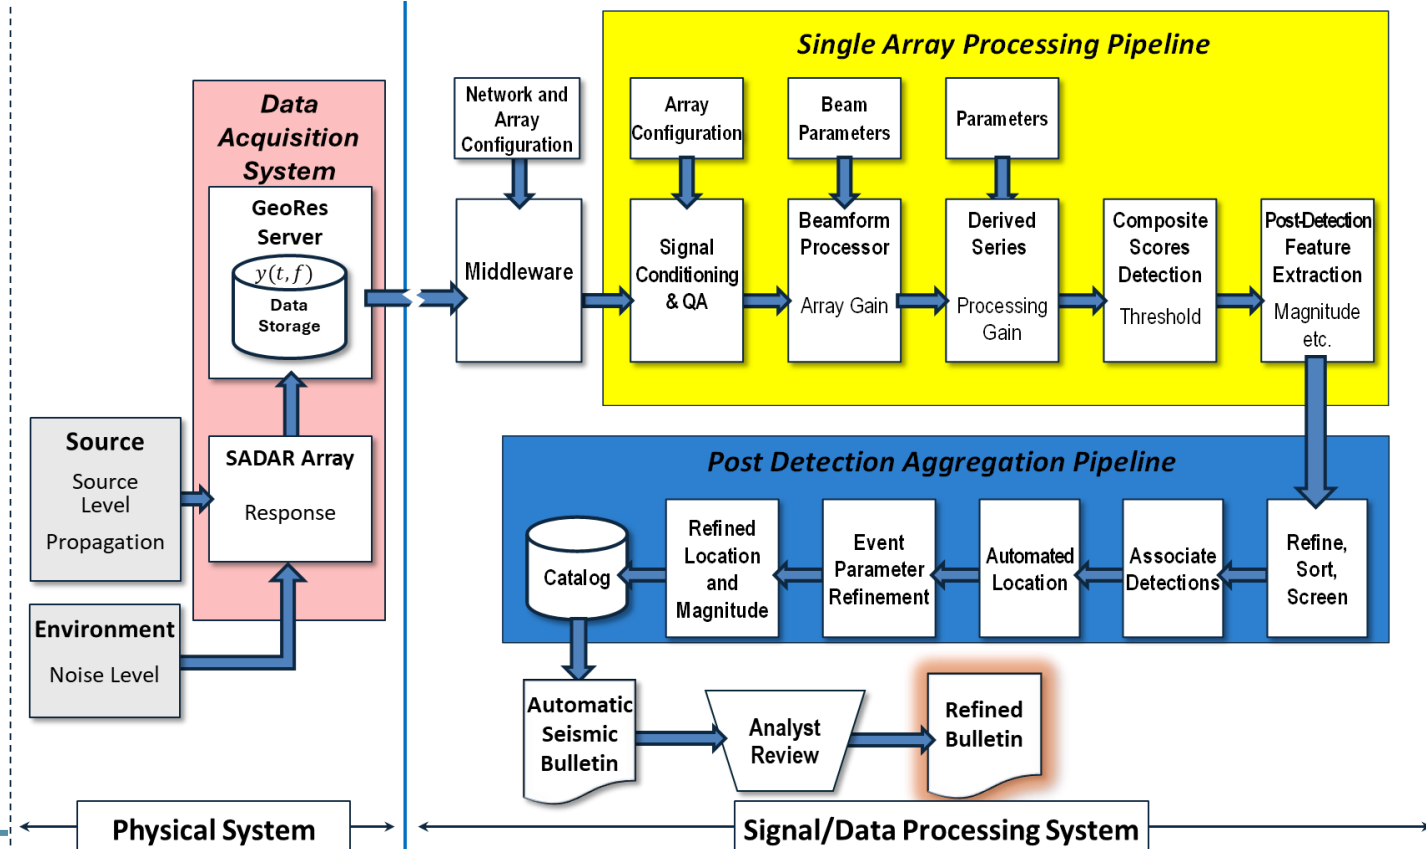 Single Array Processing Pipeline
Data
Acquisition
System
GeoRes
Server
y(t,f)
Data
Storage
Network and
Array
Configuration
Array
Configuration
Beam
Parameters
Parameters
Middleware
Signal
Conditioning
& QA
Beamform
Processor
Array Gain
Derived
Series
Processing
Gain
Composite
Scores
Detection
Threshold
Post-Detection
Feature
Extraction
Magnitude
etc.
Source
Source
Level
Propagation
SADAR Array
Response
Environment
Noise Level
Post Detection Aggregation Pipeline
Catalog
Refined
Location
and
Magnitude
Event
Parameter
Refinement
Automated
Location
Associate
Detections
Refine,
Sort,
Screen
Automatic
Seismic
Bulletin
Analyst
Review
Refined
Bulletin
Physical System
Signal/Data Processing System